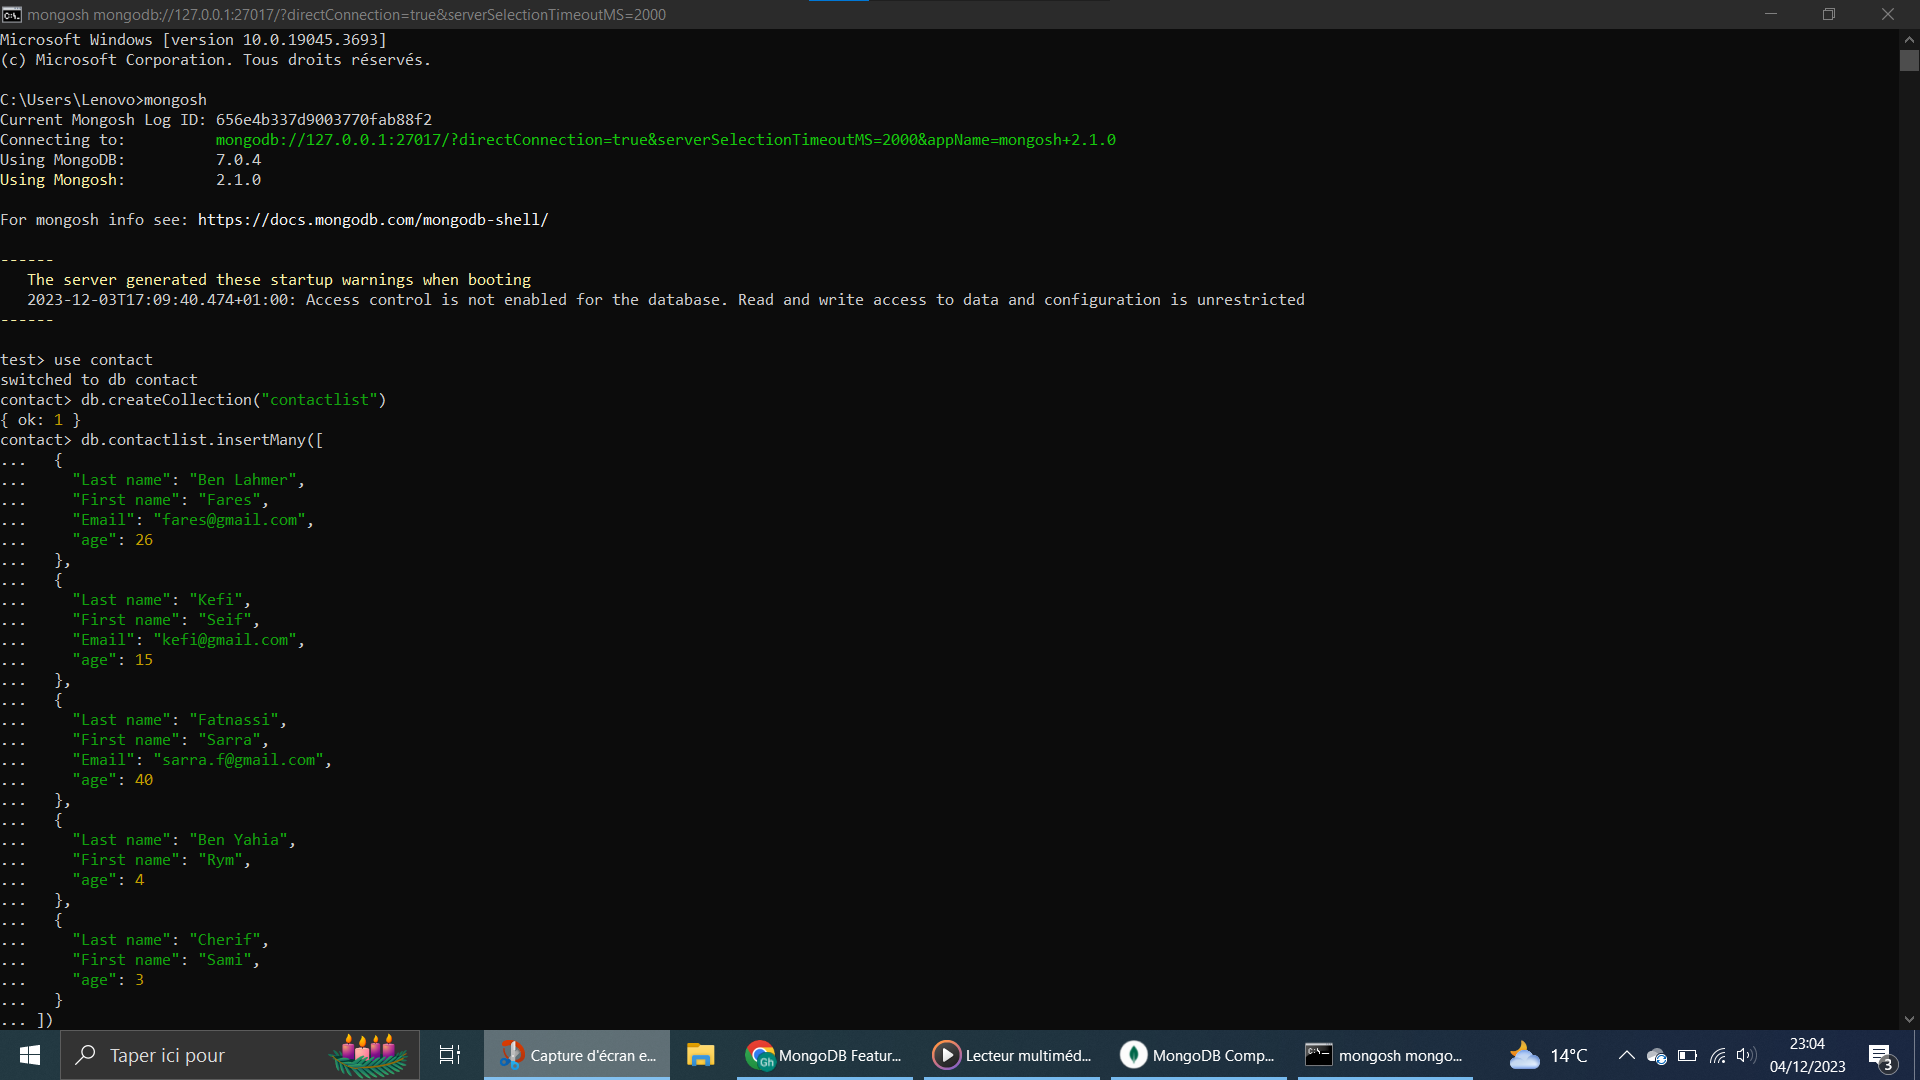 mongosh mongodb://127.0.0.1:27017/?directConnection=true&serverSelectionTimeoutMS=2000
Microsoft Windows [version 10.0.19045.3693]
(c) Microsoft Corporation. Tous droits réservés.
C:\Users\Lenovo>mongosh
Current Mongosh Log ID: 656e4b337d9003770fab88f2
Connecting to:          mongodb://127.0.0.1:27017/?directConnection=true&serverSelectionTimeoutMS=2000&appName=mongosh+2.1.0
Using MongoDB:          7.0.4
Using Mongosh:          2.1.0
For mongosh info see: https://docs.mongodb.com/mongodb-shell/
------
   The server generated these startup warnings when booting
   2023-12-03T17:09:40.474+01:00: Access control is not enabled for the database. Read and write access to data and configuration is unrestricted
------
test> use contact
switched to db contact
contact> db.createCollection("contactlist")
{ ok: 1 }
contact> db.contactlist.insertMany([
...   {
...     "Last name": "Ben Lahmer",
...     "First name": "Fares",
...     "Email": "fares@gmail.com",
...     "age": 26
...   },
...   {
...     "Last name": "Kefi",
...     "First name": "Seif",
...     "Email": "kefi@gmail.com",
...     "age": 15
...   },
...   {
...     "Last name": "Fatnassi",
...     "First name": "Sarra",
...     "Email": "sarra.f@gmail.com",
...     "age": 40
...   },
...   {
...     "Last name": "Ben Yahia",
...     "First name": "Rym",
...     "age": 4
...   },
...   {
...     "Last name": "Cherif",
...     "First name": "Sami",
...     "age": 3
...   }
... ])
Taper ici pour
Capture d'écran e...
MongoDB Featur...
Lecteur multiméd...
MongoDB Comp...
mongosh mongo...
14°C
23:04
04/12/2023
3